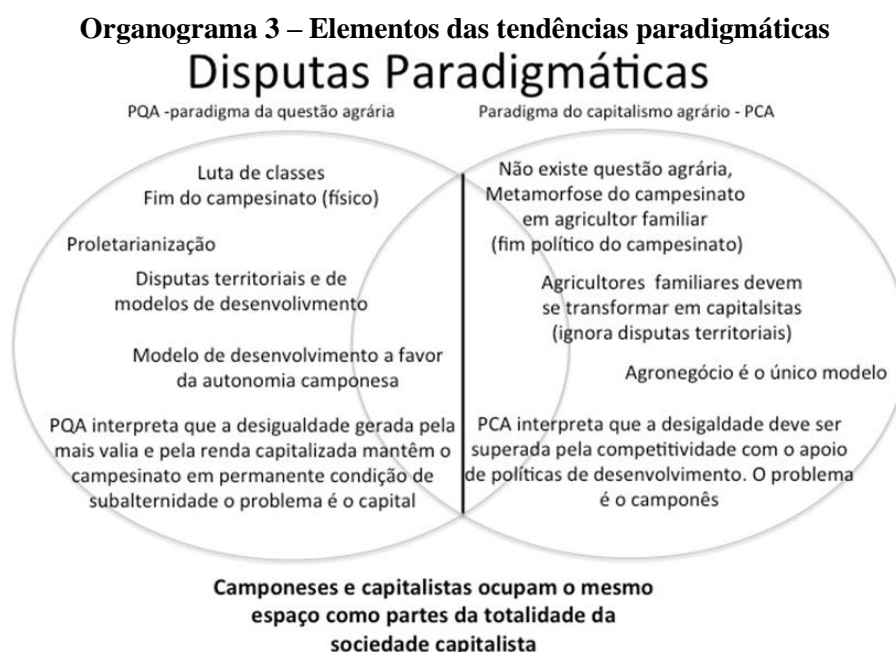 Organograma 3 – Elementos das tendências paradigmáticas
Disputas Paradigmáticas
PQA -paradigma da questão agrária
Paradigma do capitalismo agrário - PCA
Luta de classes
Fim do campesinato (físico)
Proletarianização
Disputas territoriais e de
modelos de desenvolivmento
Modelo de desenvolvimento a favor
da autonomia camponesa
PQA interpreta que a desigualdade gerada pela
mais valia e pela renda capitalizada mantêm o
campesinato em permanente condição de
subalternidade o problema é o capital
Não existe questão agrária,
Metamorfose do campesinato
em agricultor familiar
(fim político do campesinato)
Agricultores familiares devem
se transformar em capitalsitas
(ignora disputas territoriais)
Agronegócio é o único modelo
PCA interpreta que a desigaldade deve ser
superada pela competitividade com o apoio
de políticas de desenvolvimento. O problema
é o camponês
Camponeses e capitalistas ocupam o mesmo
espaço como partes da totalidade da
sociedade capitalista